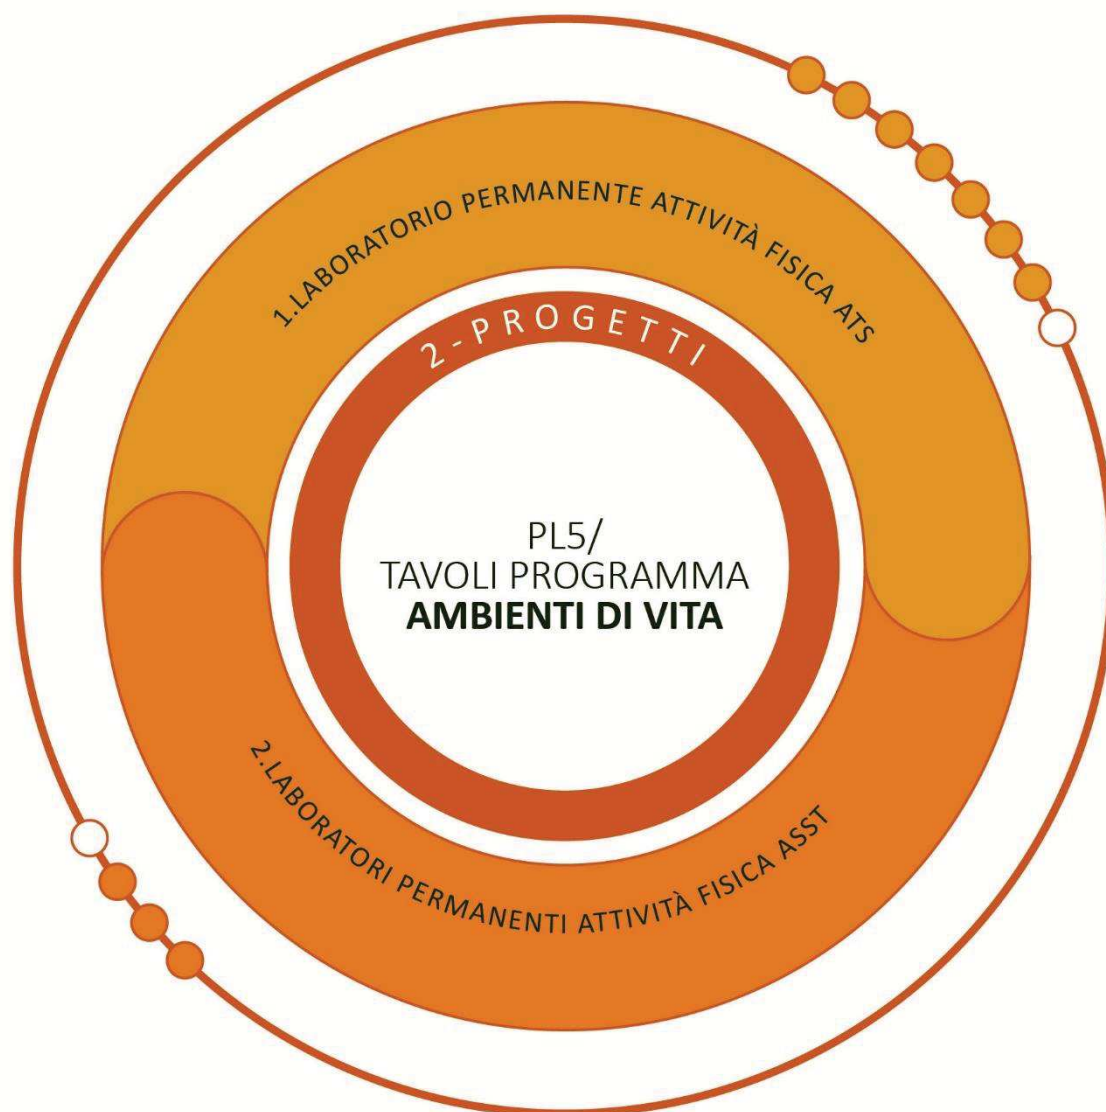 1.LABORATORIO PERMANENTE ATTIVITÀ FISICA ATS
2-PROGETTI
PL5/
TAVOLI PROGRAMMA
AMBIENTI DI VITA
2.LABORATORI PERMANENTI ATTIVITÀ FISICA ASST